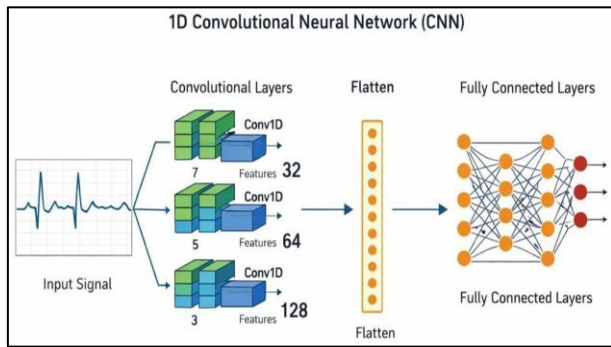 1D Convolutional Neural Network (CNN)
Convolutional Layers
Flatten
Fully Connected Layers
Conv1D
7
Features 32
Conv1D
5
Features 64
Conv1D
3
Features 128
Input Signal
Flatten
Fully Connected Layers